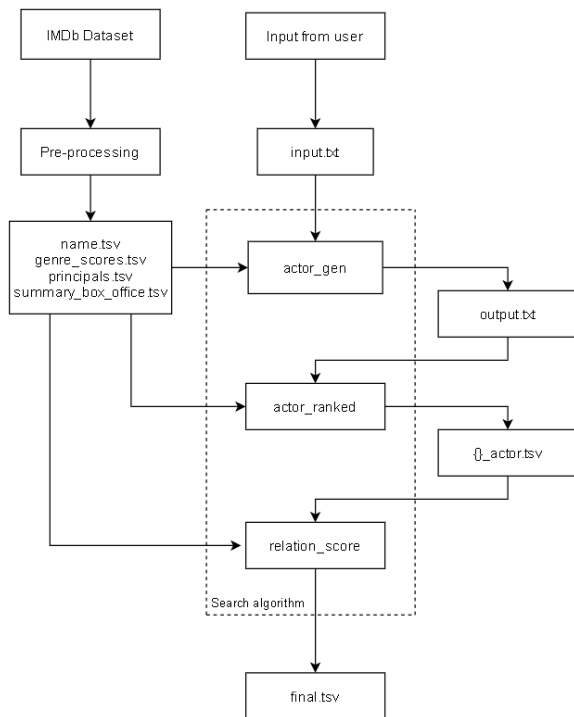 IMDb Dataset
Input from user
Pre-processing
input.txt
name.tsv
genre_scores.tsv
principals.tsv
summary_box_office.tsv
actor_gen
output.txt
actor_ranked
{}_actor.tsv
relation_score
Search algorithm
final.tsv